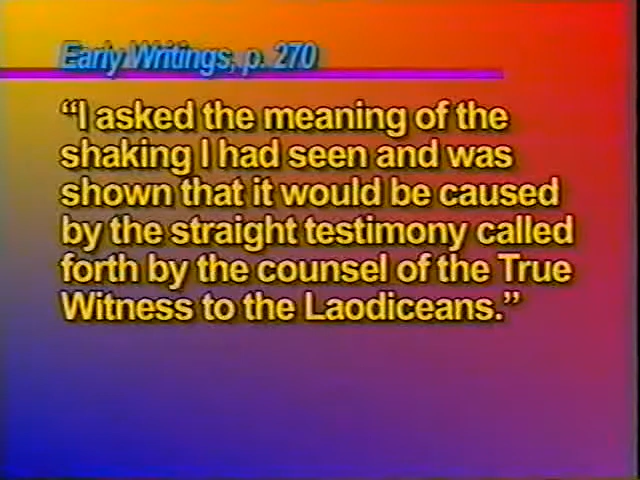 Early Writings, p. 270
“I asked the meaning of the
shaking I had seen and was
shown that it would be caused
by the straight testimony called
forth by the counsel of the True
Witness to the Laodiceans.”